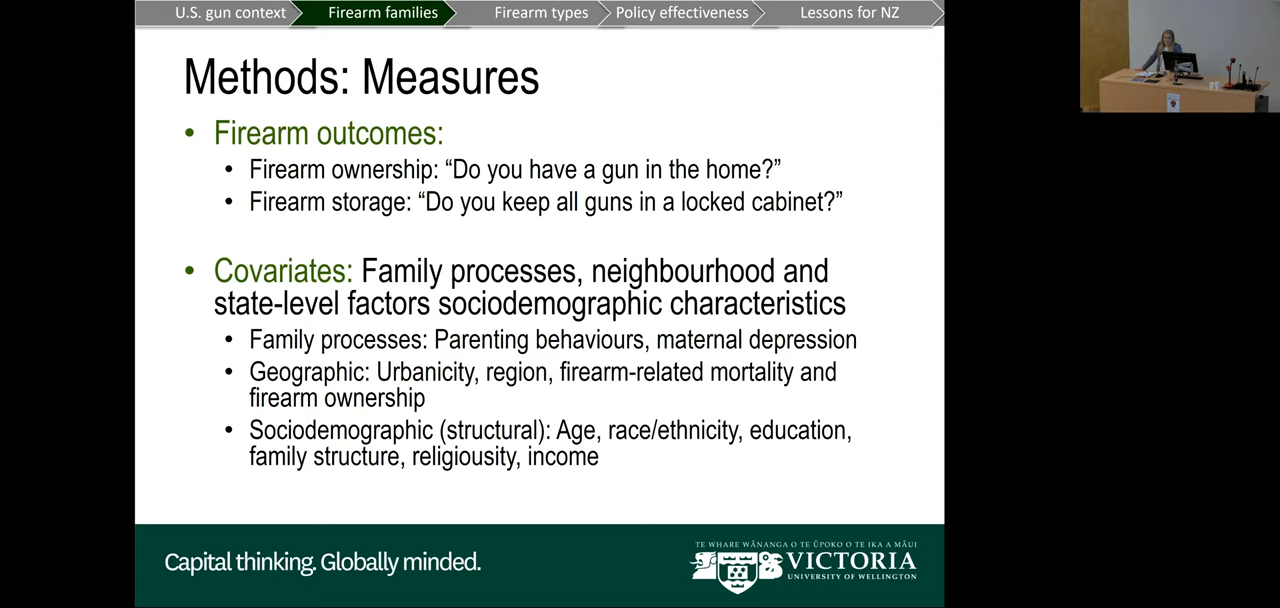 U.S. gun context Firearm families Firearm types Policy effectiveness Lessons for NZ
Methods: Measures
• Firearm outcomes:
• Firearm ownership: “Do you have a gun in the home?”
• Firearm storage: “Do you keep all guns in a locked cabinet?”
• Covariates: Family processes, neighbourhood and
state-level factors sociodemographic characteristics
• Family processes: Parenting behaviours, maternal depression
• Geographic: Urbanicity, region, firearm-related mortality and
firearm ownership
• Sociodemographic (structural): Age, race/ethnicity, education,
family structure, religiousity, income
Capital thinking. Globally minded.
TE WHARE WĀNANGA O TE ŪPOKO O TE IKA A MĀUI
VICTORIA
UNIVERSITY OF WELLINGTON